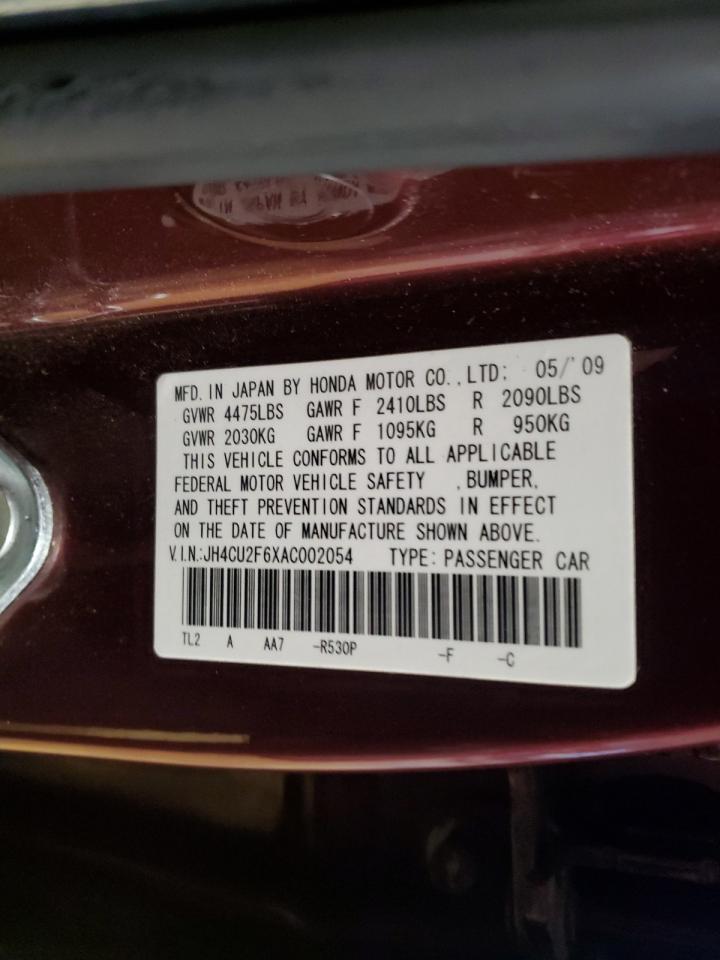 MFD. IN JAPAN BY HONDA MOTOR CO.,LTD: 05/'09
GVWR 4475LBS GAWR F 2410LBS R 2090LBS
GVWR 2030KG GAWR F 1095KG R 950KG
THIS VEHICLE CONFORMS TO ALL APPLICABLE
FEDERAL MOTOR VEHICLE SAFETY ,BUMPER,
AND THEFT PREVENTION STANDARDS IN EFFECT
ON THE DATE OF MANUFACTURE SHOWN ABOVE.
V.I.N.:JH4CU2F6XAC002054 TYPE: PASSENGER CAR
TL2 A AA7 -R530P -F -C